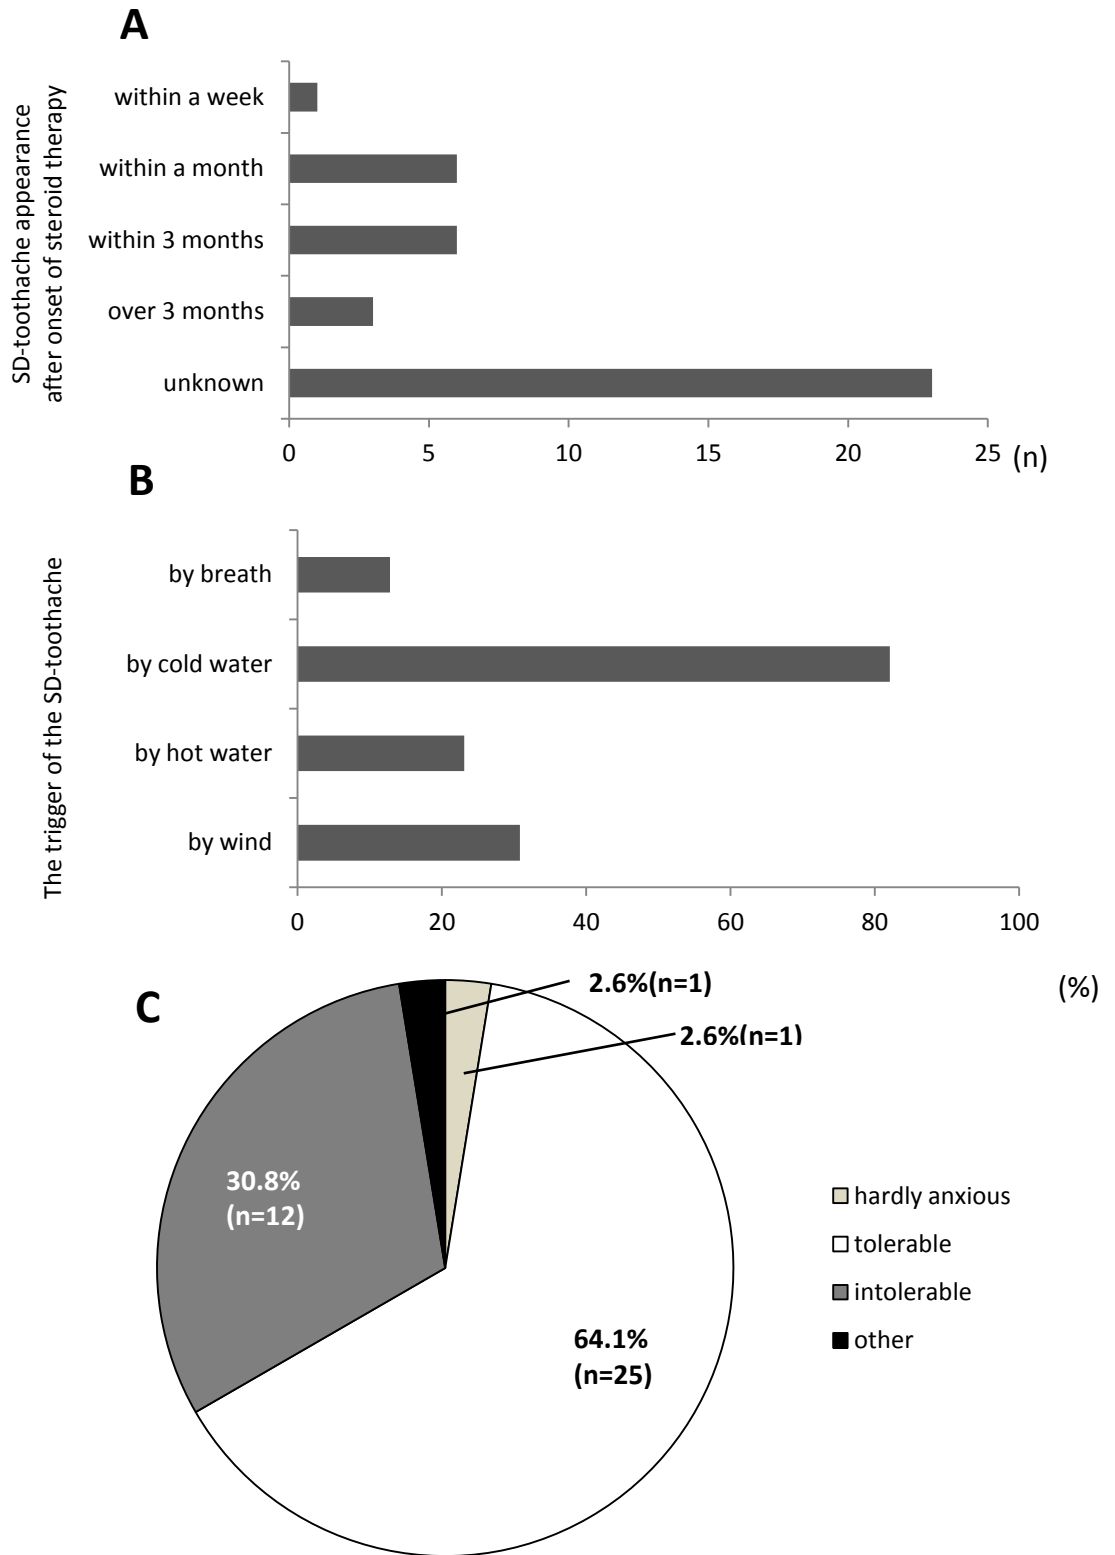 A
SD-toothache appearance
after onset of steroid therapy
within a week
within a month
within 3 months
over 3 months
unknown
0 5 10 15 20 25 (n)
B
The trigger of the SD-toothache
by breath
by cold water
by hot water
by wind
0 20 40 60 80 100
(%)
C
2.6%(n=1)
2.6%(n=1)
30.8%
(n=12)
64.1%
(n=25)
hardly anxious
tolerable
intolerable
other